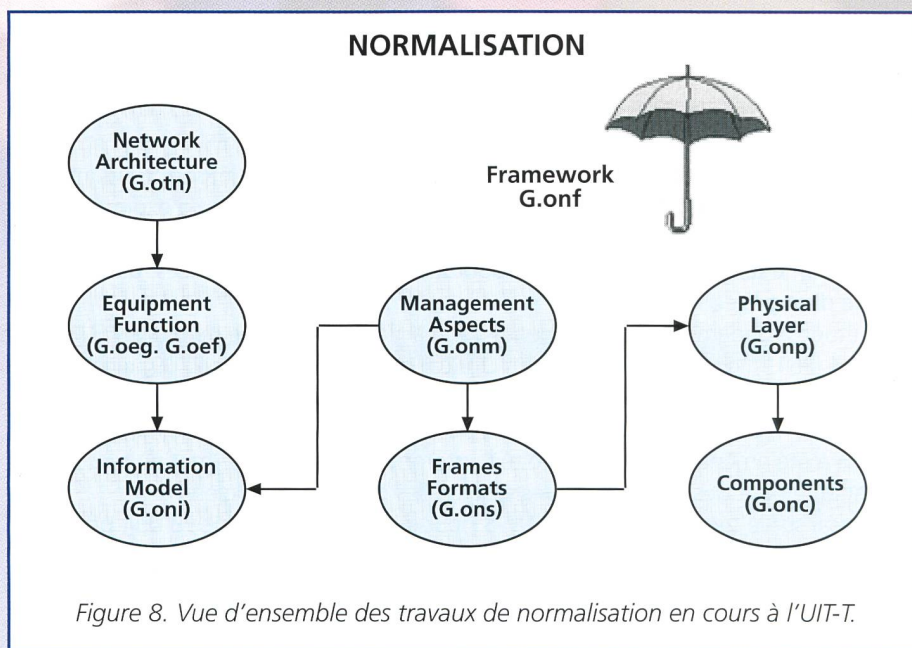 NORMALISATION
Network
Architecture
(G.otn)
Framework
G.onf
Equipment
Function
(G.oeg. G.oef)
Management
Aspects
(G.onm)
Physical
Layer
(G.onp)
Information
Model
(G.oni)
Frames
Formats
(G.ons)
Components
(G.onc)
Figure 8. Vue d'ensemble des travaux de normalisation en cours à l'UIT-T.